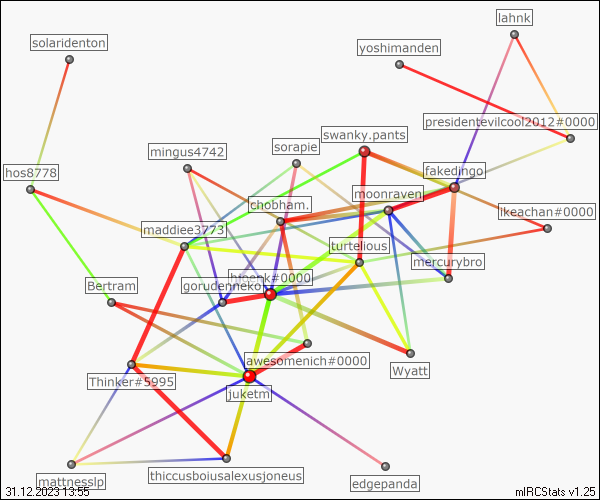 lahnk
solaridenton
yoshimanden
presidentevilcool2012#0000
swanky.pants
sorapie
mingus4742
fakedingo
hos8778
moonraven
chobham.
ikeachan#0000
maddiee3773
turtelious
mercurybro
gorudenneko
#0000
Bertram
awesomenich#0000
Wyatt
Thinker#5995
juketm
mattnesslp
thiccusboiusalexusjoneus
edgepanda
31.12.2023 13:55
mIRCStats v1.25